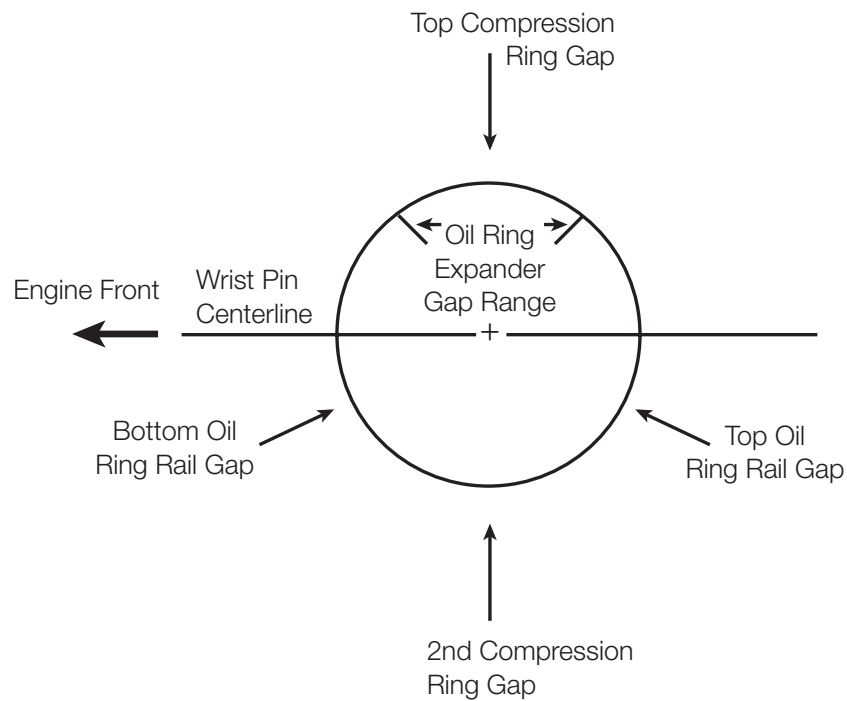 Top Compression
Ring Gap
Oil Ring
Expander
Gap Range
+
Wrist Pin
Centerline
Engine Front
Bottom Oil
Ring Rail Gap
Top Oil
Ring Rail Gap
2nd Compression
Ring Gap